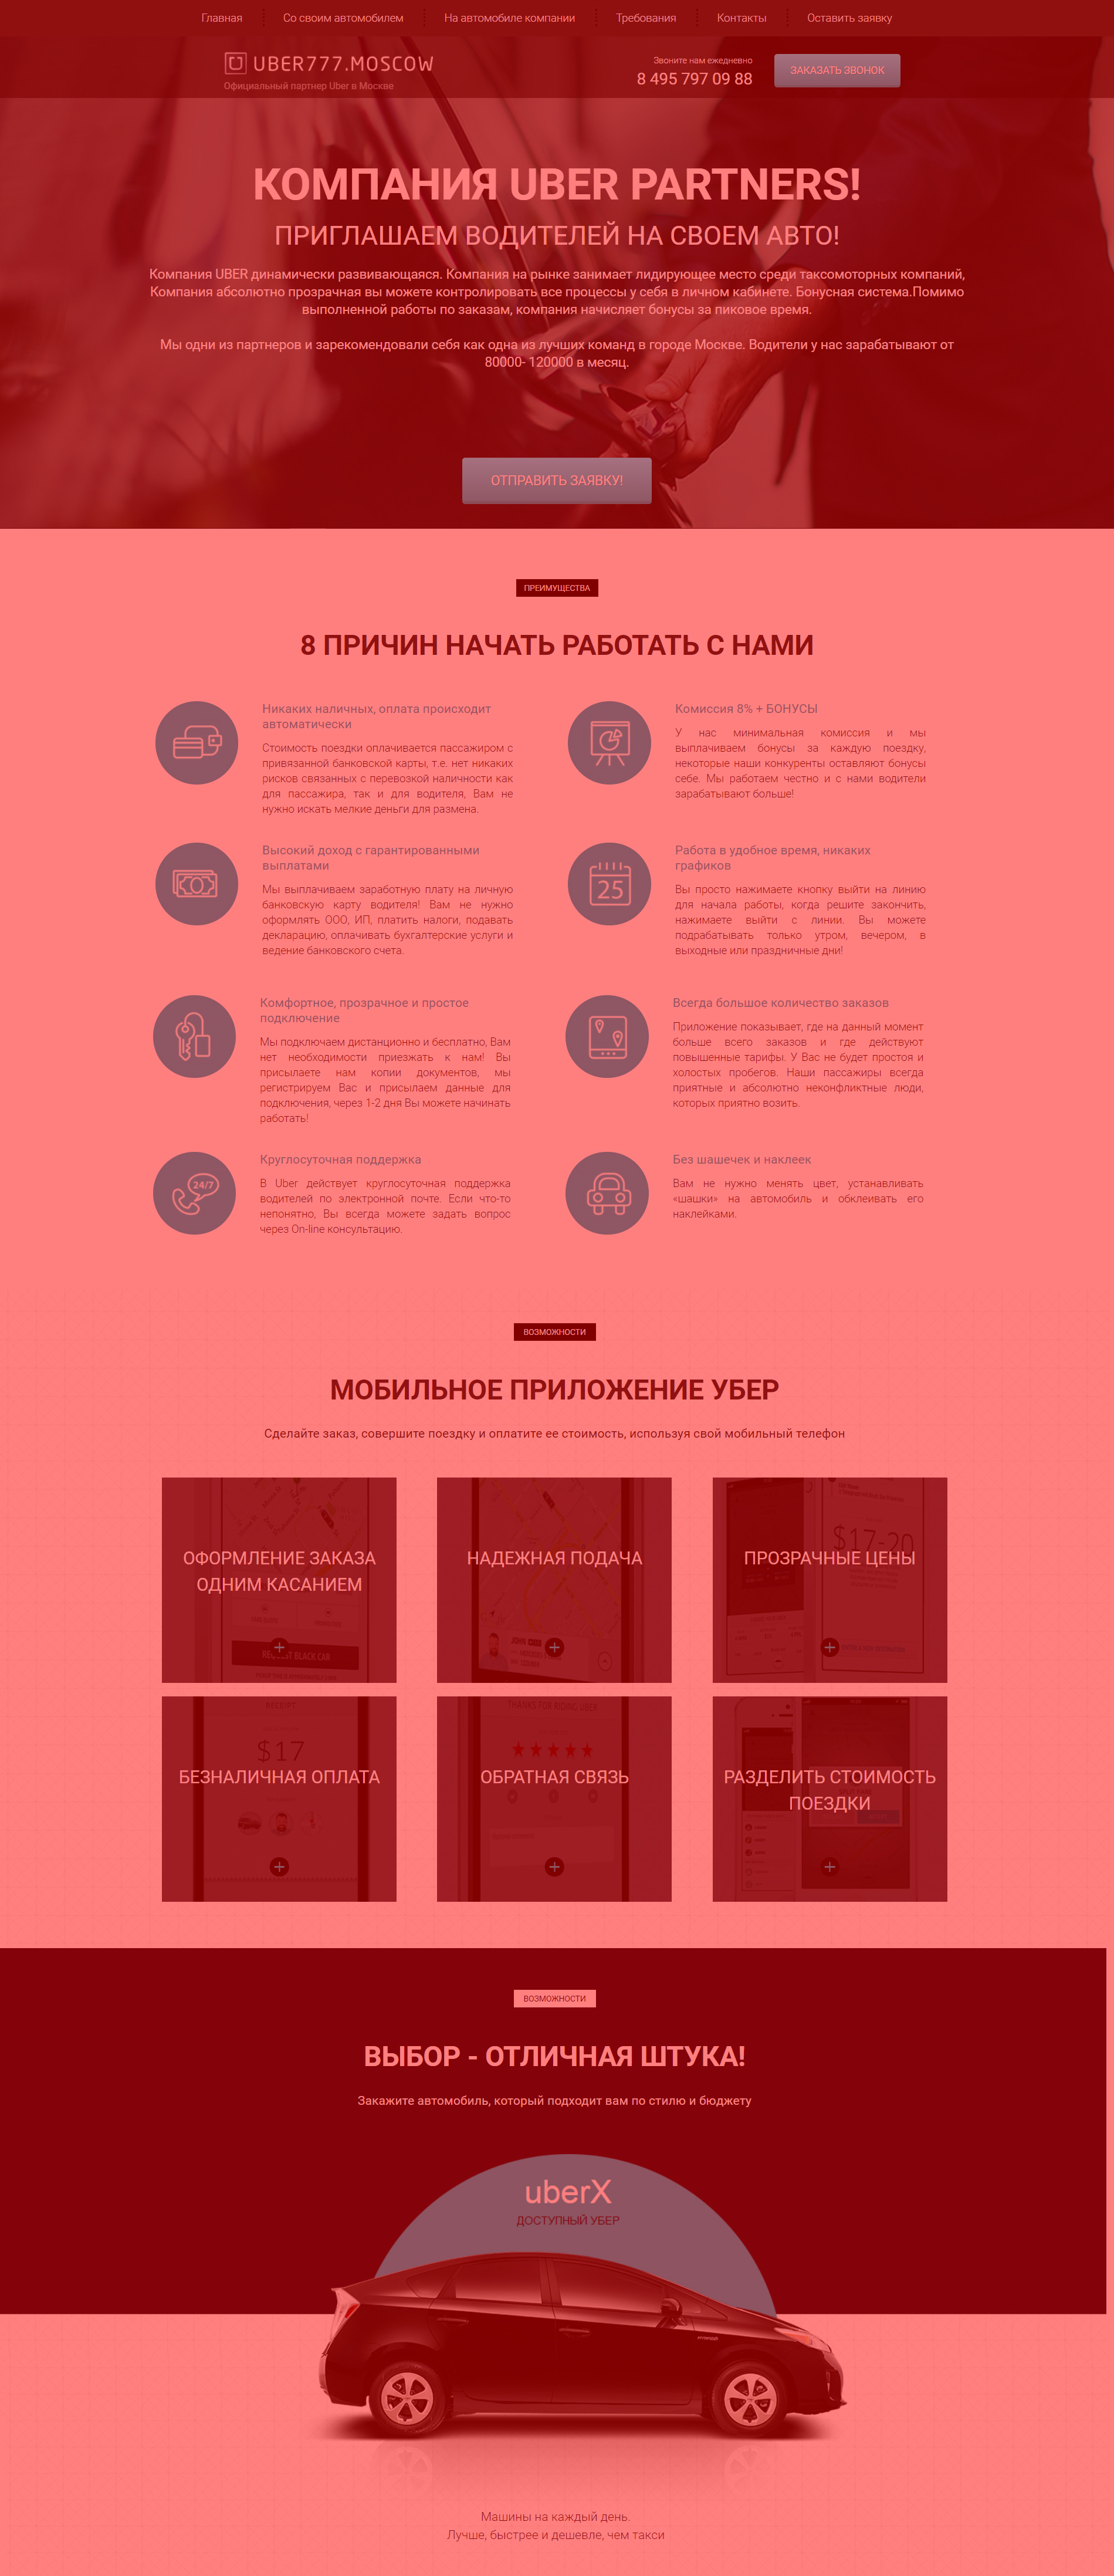 Главная
Со своим автомобилем
На автомобиле компании
Требования
Контакты
Оставить заявку
UBER777.MOSCOW
Официальный партнер Uber в Москве
Звоните нам ежедневно
8 495 797 09 88
ЗАКАЗАТЬ ЗВОНОК
КОМПАНИЯ UBER PARTNERS!
ПРИГЛАШАЕМ ВОДИТЕЛЕЙ НА СВОЕМ АВТО!
Компания UBER динамически развивающаяся. Компания на рынке занимает лидирующее место среди таксомоторных компаний,
Компания абсолютно прозрачная вы можете контролировать все процессы у себя в личном кабинете. Бонусная система.Помимо
выполненной работы по заказам, компания начисляет бонусы за пиковое время.
Мы одни из партнеров и зарекомендовали себя как одна из лучших команд в городе Москве. Водители у нас зарабатывают от
80000- 120000 в месяц.
ОТПРАВИТЬ ЗАЯВКУ!
ПРЕИМУЩЕСТВА
8 ПРИЧИН НАЧАТЬ РАБОТАТЬ С НАМИ
Никаких наличных, оплата происходит
автоматически
Стоимость поездки оплачивается пассажиром с
привязанной банковской карты, т.е. нет никаких
рисков связанных с перевозкой наличности как
для пассажира, так и для водителя, Вам не
нужно искать мелкие деньги для размена.
Комиссия 8% + БОНУСЫ
У нас минимальная комиссия и мы
выплачиваем бонусы за каждую поездку,
некоторые наши конкуренты оставляют бонусы
себе. Мы работаем честно и с нами водители
зарабатывают больше!
Высокий доход с гарантированными
выплатами
Мы выплачиваем заработную плату на личную
банковскую карту водителя! Вам не нужно
оформлять ООО, ИП, платить налоги, подавать
декларацию, оплачивать бухгалтерские услуги и
ведение банковского счета.
25
Работа в удобное время, никаких
графиков
Вы просто нажимаете кнопку выйти на линию
для начала работы, когда решите закончить,
нажимаете выйти с линии. Вы можете
подрабатывать только утром, вечером, в
выходные или праздничные дни!
Комфортное, прозрачное и простое
подключение
Мы подключаем дистанционно и бесплатно, Вам
нет необходимости приезжать к нам! Вы
присылаете нам копии документов, мы
регистрируем Вас и присылаем данные для
подключения, через 1-2 дня Вы можете начинать
работать!
Всегда большое количество заказов
Приложение показывает, где на данный момент
больше всего заказов и где действуют
повышенные тарифы. У Вас не будет простоя и
холостых пробегов. Наши пассажиры всегда
приятные и абсолютно неконфликтные люди,
которых приятно возить.
24/7
Круглосуточная поддержка
В Uber действует круглосуточная поддержка
водителей по электронной почте. Если что-то
непонятно, Вы всегда можете задать вопрос
через On-line консультацию.
Без шашечек и наклеек
Вам не нужно менять цвет, устанавливать
«шашки» на автомобиль и обклеивать его
наклейками.
ВОЗМОЖНОСТИ
МОБИЛЬНОЕ ПРИЛОЖЕНИЕ УБЕР
Сделайте заказ, совершите поездку и оплатите ее стоимость, используя свой мобильный телефон
ОФОРМЛЕНИЕ ЗАКАЗА
ОДНИМ КАСАНИЕМ
НАДЕЖНАЯ ПОДАЧА
$17-20
ПРОЗРАЧНЫЕ ЦЕНЫ
RECEIPT
$17
БЕЗНАЛИЧНАЯ ОПЛАТА
THANKS FOR RIDING UBER
ОБРАТНАЯ СВЯЗЬ
РАЗДЕЛИТЬ СТОИМОСТЬ
ПОЕЗДКИ
ВОЗМОЖНОСТИ
ВЫБОР - ОТЛИЧНАЯ ШТУКА!
Закажите автомобиль, который подходит вам по стилю и бюджету
uberX
ДОСТУПНЫЙ УБЕР
Машины на каждый день.
Лучше, быстрее и дешевле, чем такси